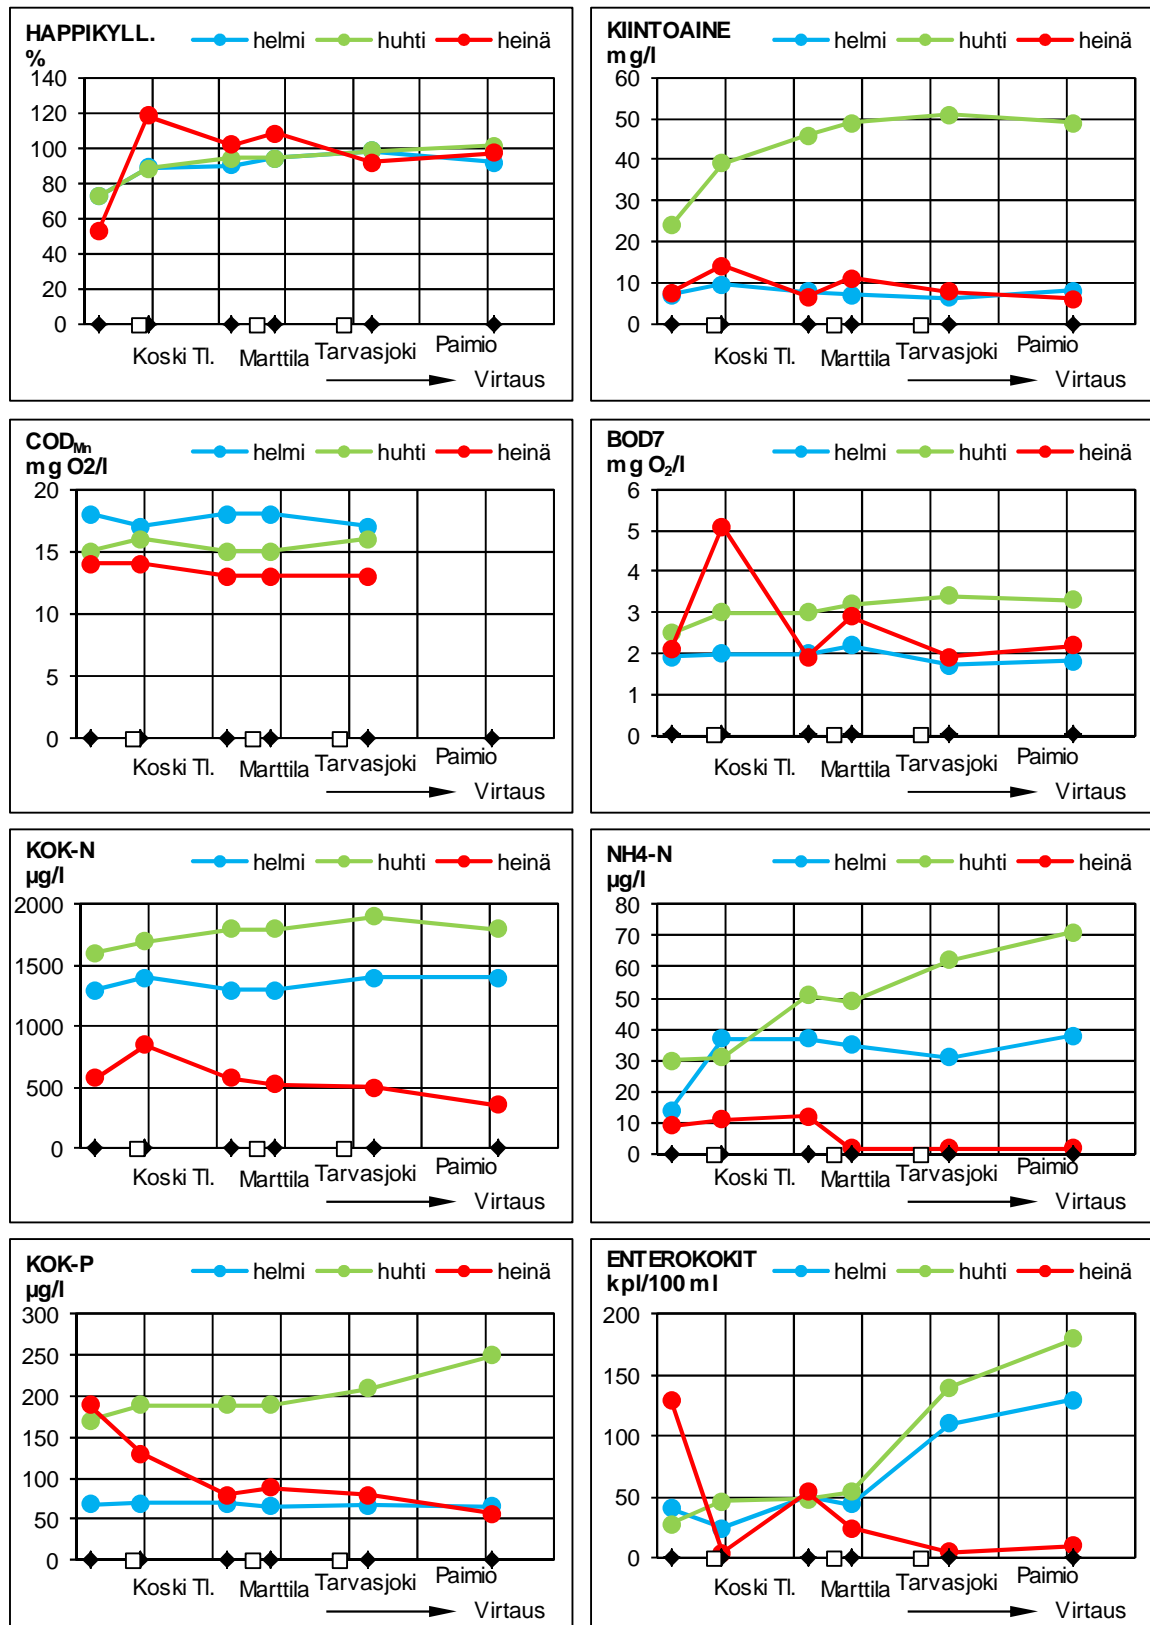 HAPPIKYLL.
%
helmi huhti heinä
140
120
100
80
60
40
20
0
Koski Tl. Marttila Tarvasjoki Paimio
Virtaus
KIINTOAINE
mg/l
helmi huhti heinä
60
50
40
30
20
10
0
Koski Tl. Marttila Tarvasjoki Paimio
Virtaus
COD Mn
mg O2/l
helmi huhti heinä
20
15
10
5
0
Koski Tl. Marttila Tarvasjoki Paimio
Virtaus
BOD7
mg O₂/l
helmi huhti heinä
6
5
4
3
2
1
0
Koski Tl. Marttila Tarvasjoki Paimio
Virtaus
KOK-N
µg/l
helmi huhti heinä
2000
1500
1000
500
0
Koski Tl. Marttila Tarvasjoki Paimio
Virtaus
NH4-N
µg/l
helmi huhti heinä
80
70
60
50
40
30
20
10
0
Koski Tl. Marttila Tarvasjoki Paimio
Virtaus
KOK-P
µg/l
helmi huhti heinä
300
250
200
150
100
50
0
Koski Tl. Marttila Tarvasjoki Paimio
Virtaus
ENTEROKOKIT
kpl/100 ml
helmi huhti heinä
200
150
100
50
0
Koski Tl. Marttila Tarvasjoki Paimio
Virtaus